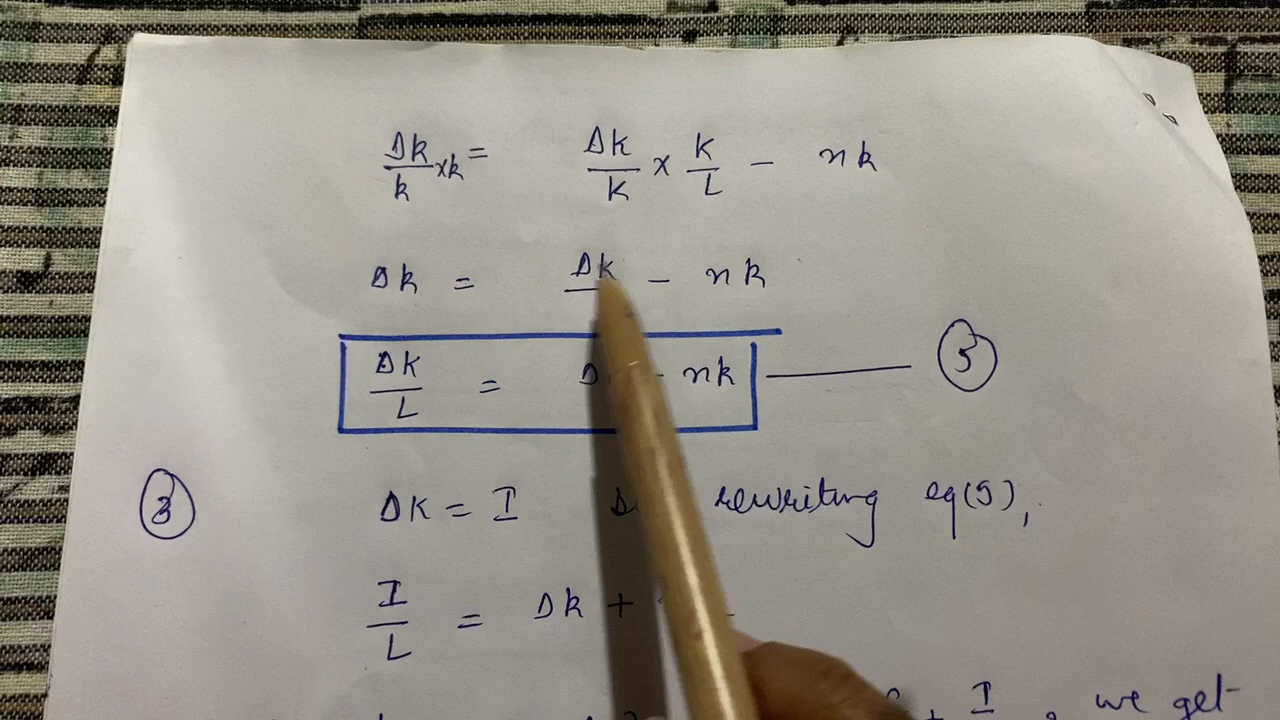 Δk/k ×k = ΔK/K × K/L − nk
Δk = ΔK − nk
ΔK/L = Δ − nk ——— 5
3 ΔK = I rewriting eq(5),
I/L = Δk +
+ I , we get